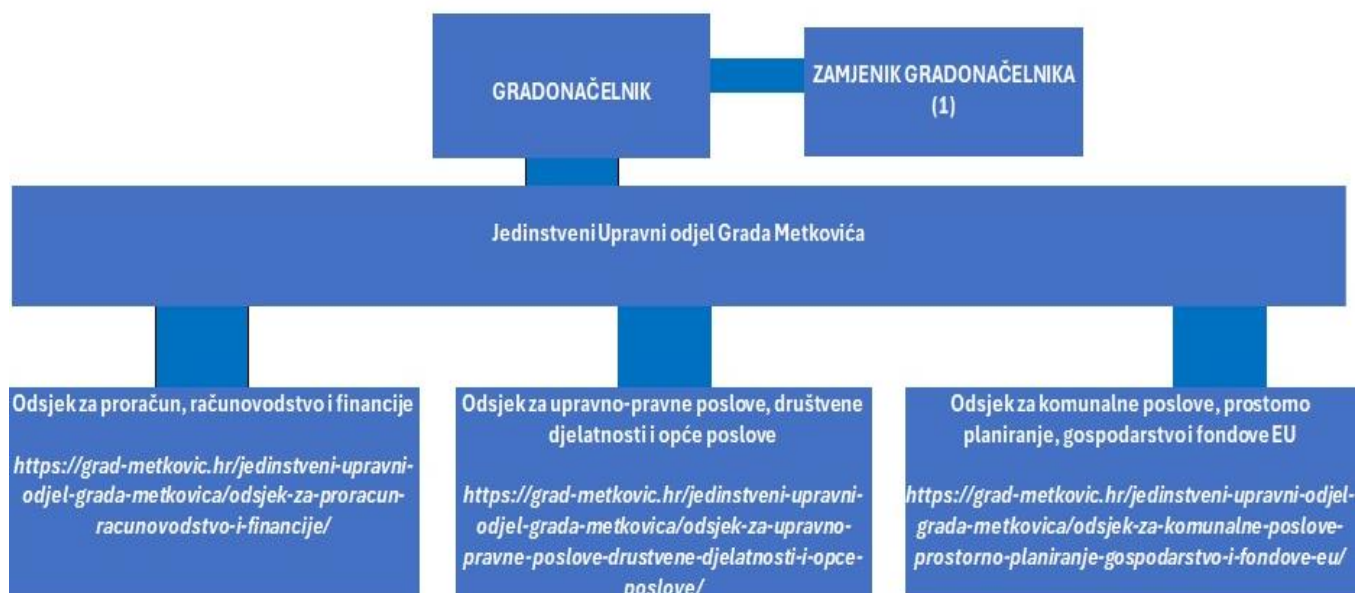 GRADONAČELNIK
ZAMJENIK GRADONAČELNIKA
(1)
Jedinstveni Upravni odjel Grada Metkovića
Odsjek za proračun, računovodstvo i financije
https://grad-metkovic.hr/jedinstveni-upravni-
odjel-grada-metkovica/odsjek-za-proracun-
racunovodstvo-i-financije/
Odsjek za upravno-pravne poslove, društvene
djelatnosti i opće poslove
https://grad-metkovic.hr/jedinstveni-upravni-
odjel-grada-metkovica/odsjek-za-upravno-
pravne-poslove-drustvene-djelatnosti-i-opce-
poslove/
Odsjek za komunalne poslove, prostorno
planiranje, gospodarstvo i fondove EU
https://grad-metkovic.hr/jedinstveni-upravni-odjel-
grada-metkovica/odsjek-za-komunalne-poslove-
prostorno-planiranje-gospodarstvo-i-fondove-eu/